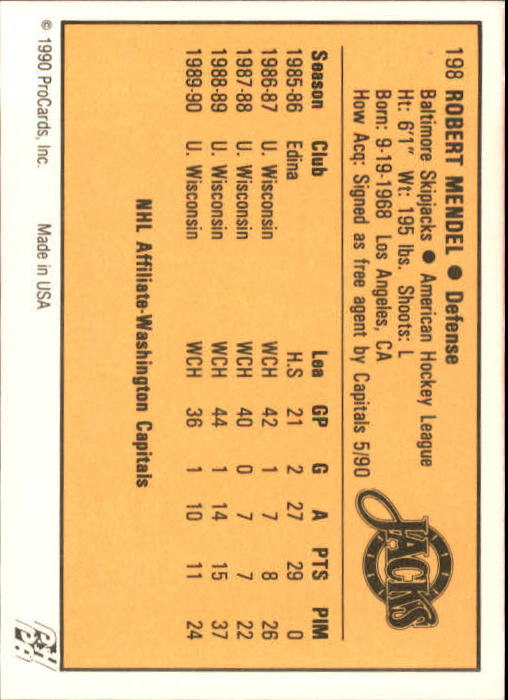 198 ROBERT MENDEL ● Defense
Baltimore Skipjacks ● American Hockey League
Ht: 6'1" Wt: 195 lbs. Shoots: L
Born: 9-19-1968 Los Angeles, CA
How Acq: Signed as free agent by Capitals 5/90
JACKS
Season Club Lea GP G A PTS PIM
1985-86 Edina H.S 21 2 27 29 0
1986-87 U. Wisconsin WCH 42 1 7 8 26
1987-88 U. Wisconsin WCH 40 0 7 7 22
1988-89 U. Wisconsin WCH 44 1 14 15 37
1989-90 U. Wisconsin WCH 36 1 10 11 24
NHL Affiliate-Washington Capitals
© 1990 ProCards, Inc. Made in USA